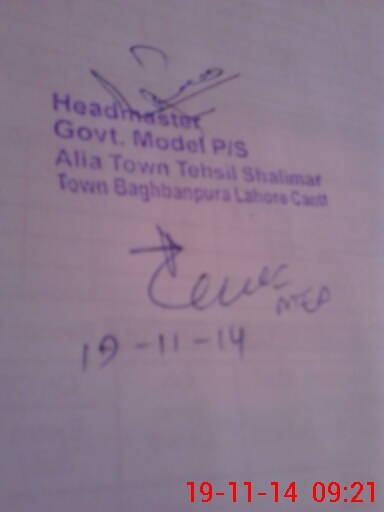 Headmaster
Govt. Model P/S
Alia Town Tehsil Shalimar
Town Baghbanpura Lahore Cantt
19-11-14
19-11-14 09:21